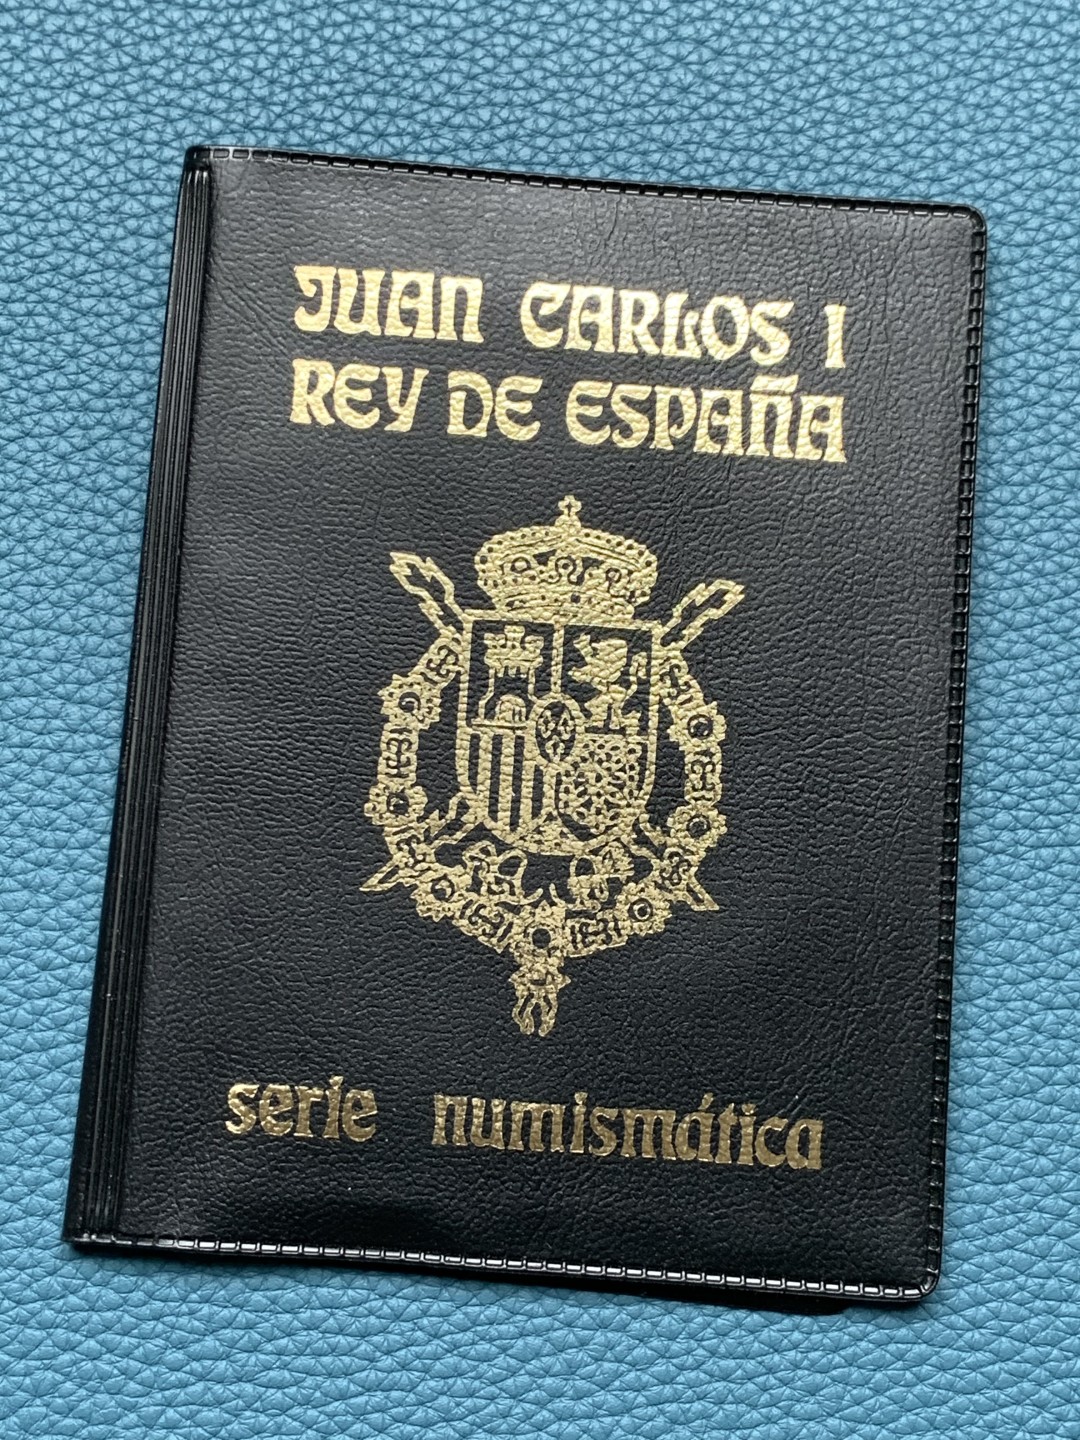 JUAN CARLOS I
REY DE ESPAÑA
serie numismática